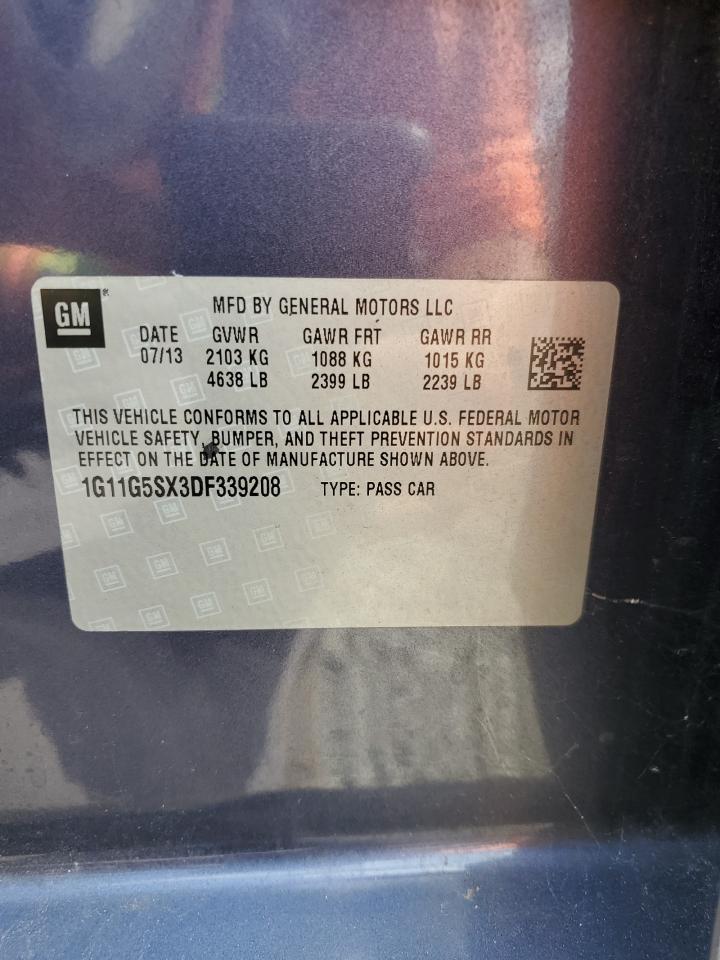 GM
MFD BY GENERAL MOTORS LLC
DATE GVWR GAWR FRT GAWR RR
07/13 2103 KG 1088 KG 1015 KG
4638 LB 2399 LB 2239 LB
THIS VEHICLE CONFORMS TO ALL APPLICABLE U.S. FEDERAL MOTOR
VEHICLE SAFETY, BUMPER, AND THEFT PREVENTION STANDARDS IN
EFFECT ON THE DATE OF MANUFACTURE SHOWN ABOVE.
1G11G5SX3DF339208 TYPE: PASS CAR